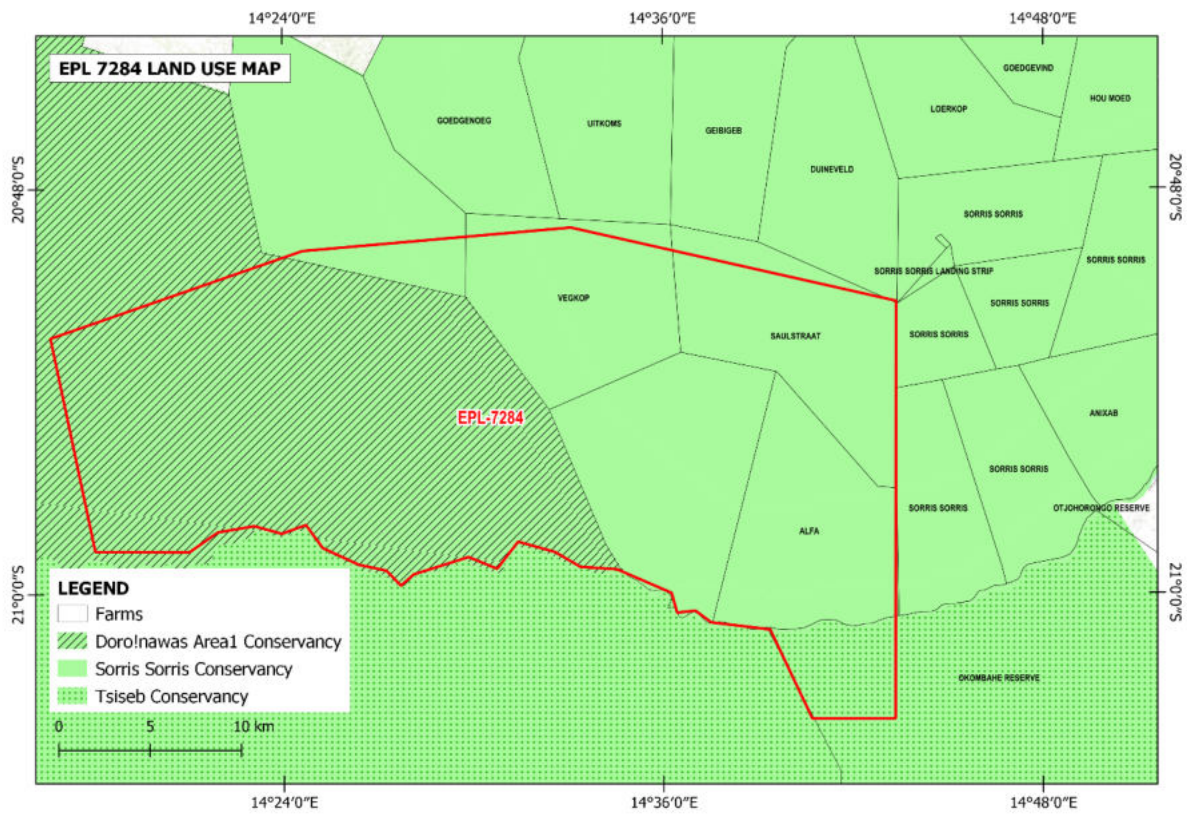 14°24'0"E 14°36'0"E 14°48'0"E
EPL 7284 LAND USE MAP
GOEDGEVIND
HOU MOED
LOERKOP
GOEDGENOEG
UITKOMS
GEIBIGEB
DUINEVELD
20°48'0"S
20°48'0"S
SORRIS SORRIS
SORRIS SORRIS
SORRIS SORRIS LANDING STRIP
VEGKOP
SORRIS SORRIS
SAULSTRAAT
SORRIS SORRIS
EPL-7284
ANIXAB
SORRIS SORRIS
SORRIS SORRIS
OTJOHORONGO RESERVE
ALFA
21°0'0"S
21°0'0"S
LEGEND
Farms
Doro!nawas Area1 Conservancy
Sorris Sorris Conservancy
Tsiseb Conservancy
0 5 10 km
OKOMBAHE RESERVE
14°24'0"E 14°36'0"E 14°48'0"E